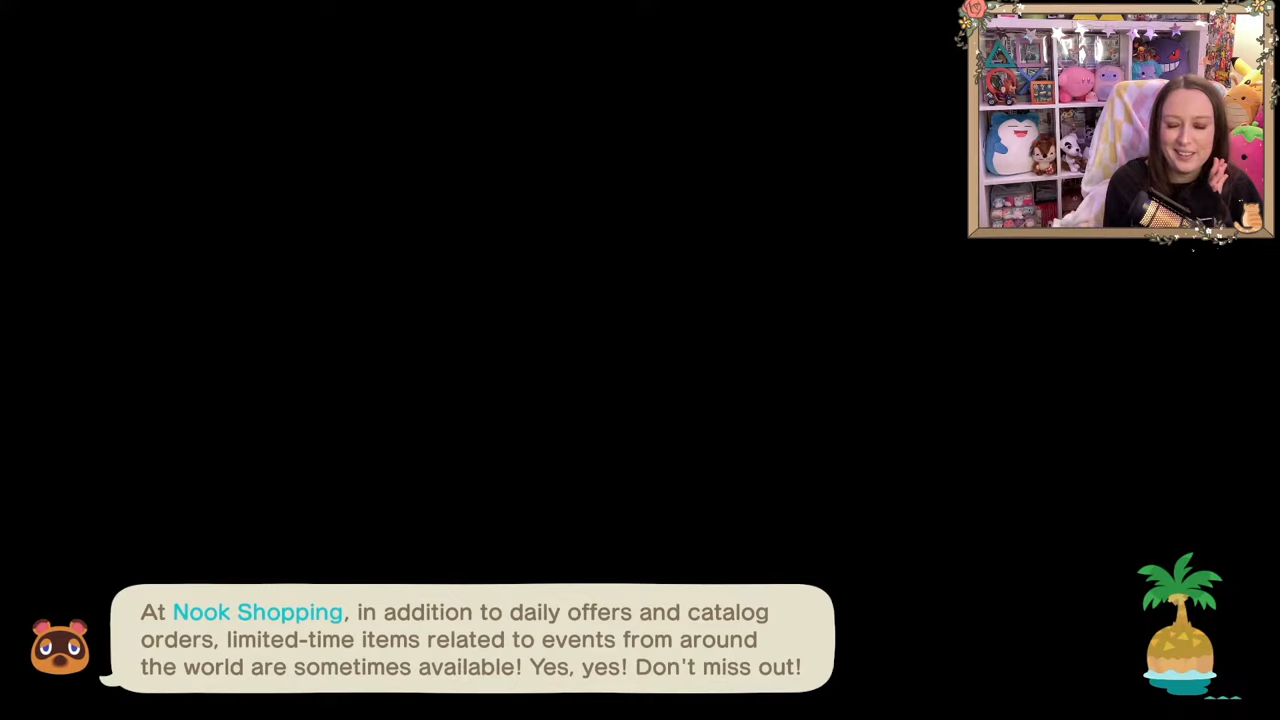 At Nook Shopping, in addition to daily offers and catalog
orders, limited-time items related to events from around
the world are sometimes available! Yes, yes! Don't miss out!